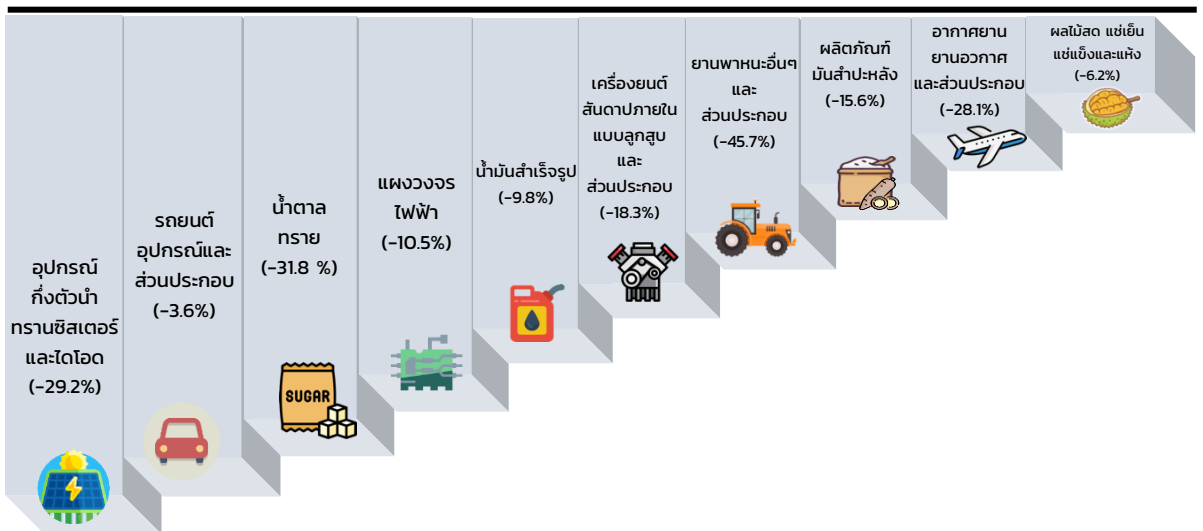 อุปกรณ์
กึ่งตัวนำ
ทรานซิสเตอร์
และไดโอด
(-29.2%)
รถยนต์
อุปกรณ์และ
ส่วนประกอบ
(-3.6%)
น้ำตาล
ทราย
(-31.8 %)
SUGAR
แผงวงจร
ไฟฟ้า
(-10.5%)
น้ำมันสำเร็จรูป
(-9.8%)
เครื่องยนต์
สันดาปภายใน
แบบลูกสูบ
และ
ส่วนประกอบ
(-18.3%)
ยานพาหนะอื่นๆ
และ
ส่วนประกอบ
(-45.7%)
ผลิตภัณฑ์
มันสำปะหลัง
(-15.6%)
อากาศยาน
ยานอวกาศ
และส่วนประกอบ
(-28.1%)
ผลไม้สด แช่เย็น
แช่แข็งและแห้ง
(-6.2%)